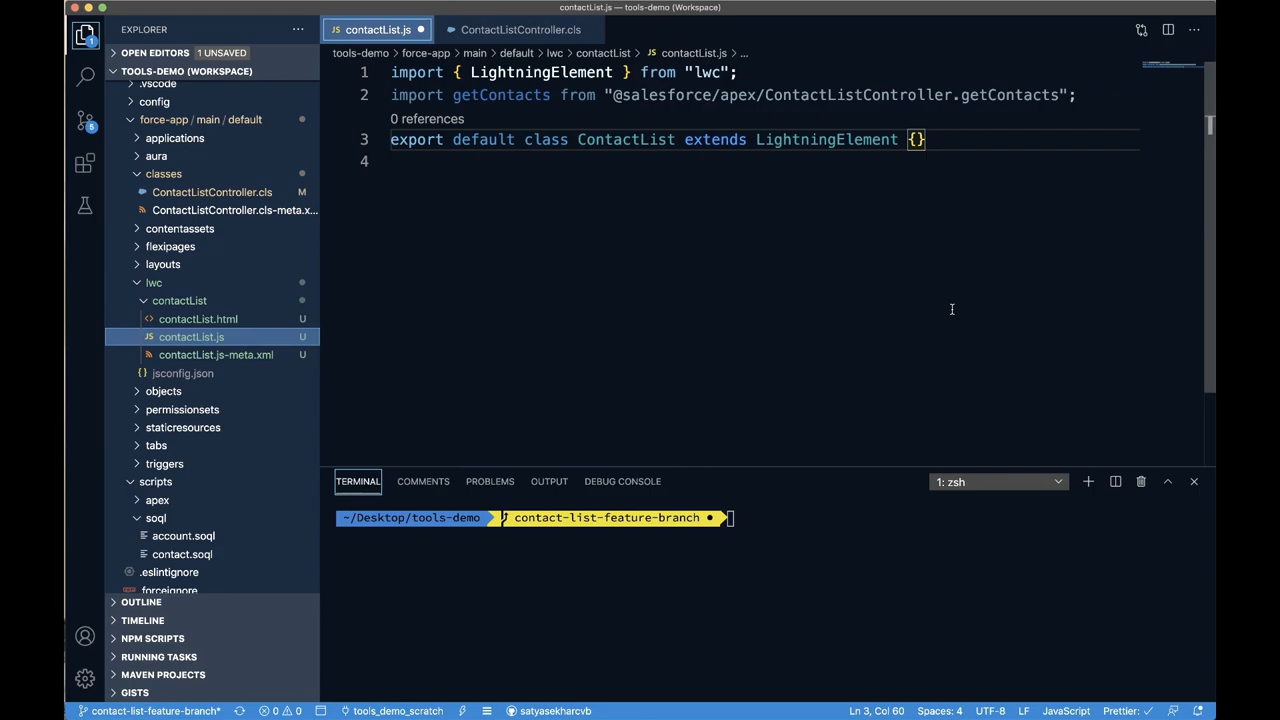 contactList.js — tools-demo (Workspace)
1
EXPLORER
OPEN EDITORS 1 UNSAVED
TOOLS-DEMO (WORKSPACE)
.vscode
config
force-app / main / default
applications
aura
classes
ContactListController.cls M
ContactListController.cls-meta.x...
contentassets
flexipages
layouts
lwc
contactList
<> contactList.html U
JS contactList.js U
contactList.js-meta.xml U
{} jsconfig.json
objects
permissionsets
staticresources
tabs
triggers
scripts
apex
soql
account.soql
contact.soql
.eslintignore
.forceignore
OUTLINE
TIMELINE
NPM SCRIPTS
RUNNING TASKS
MAVEN PROJECTS
GISTS
5
JS contactList.js
ContactListController.cls
tools-demo > force-app > main > default > lwc > contactList > JS contactList.js > ...
1 import { LightningElement } from "lwc";
2 import getContacts from "@salesforce/apex/ContactListController.getContacts";
0 references
3 export default class ContactList extends LightningElement {}
4
TERMINAL COMMENTS PROBLEMS OUTPUT DEBUG CONSOLE 1: zsh
~/Desktop/tools-demo contact-list-feature-branch ●
contact-list-feature-branch* 0 0 tools_demo_scratch satyasekharcvb Ln 3, Col 60 Spaces: 4 UTF-8 LF JavaScript Prettier: ✓